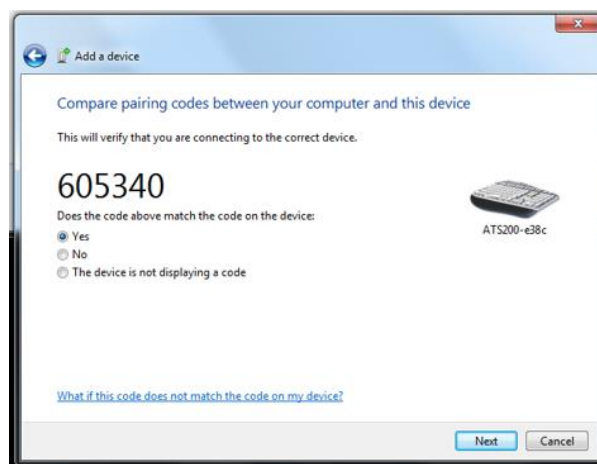 Add a device
Compare pairing codes between your computer and this device
This will verify that you are connecting to the correct device.
605340
Does the code above match the code on the device:
Yes
No
The device is not displaying a code
ATS200-e38c
What if this code does not match the code on my device?
Next Cancel